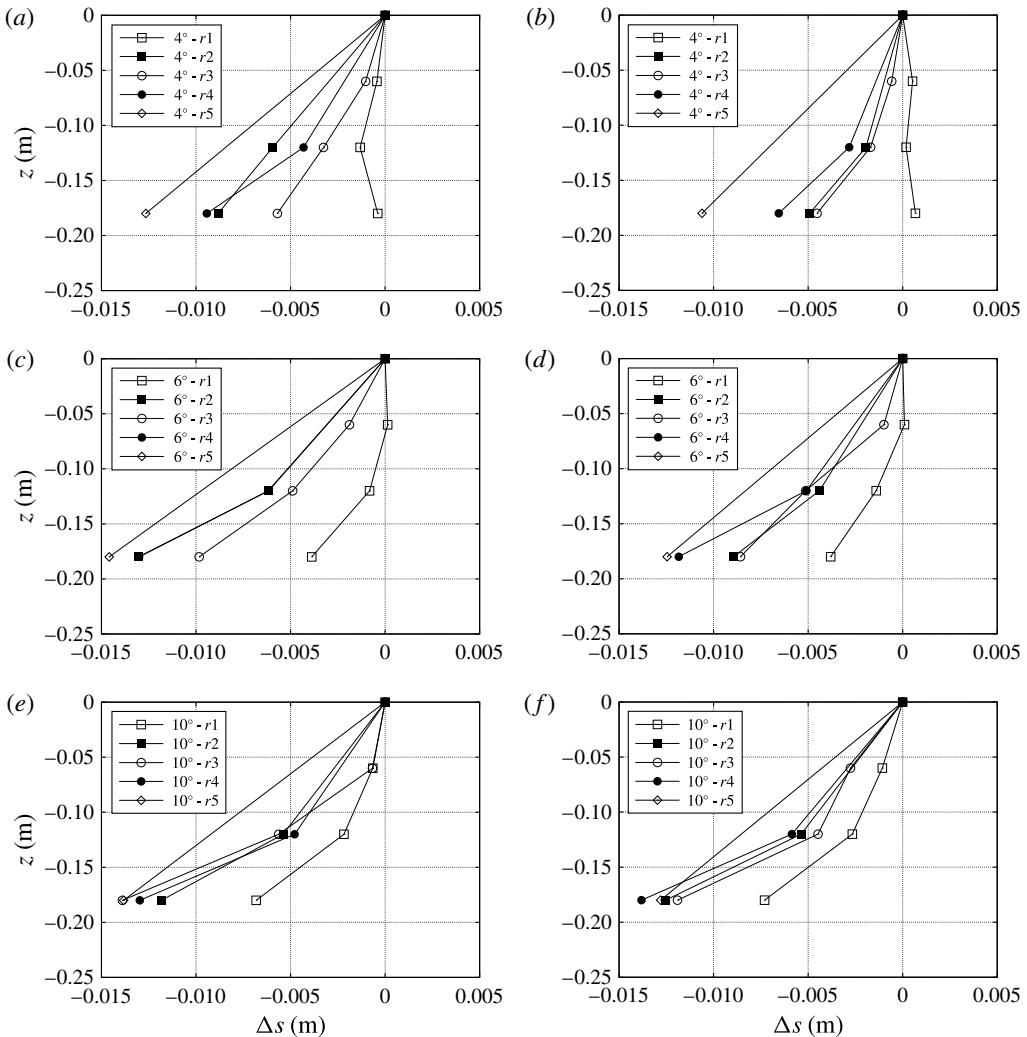 (a)
0
−0.05
−0.10
−0.15
−0.20
−0.25
z (m)
4° - r1
4° - r2
4° - r3
4° - r4
4° - r5
−0.015 −0.010 −0.005 0 0.005
(b)
0
−0.05
−0.10
−0.15
−0.20
−0.25
4° - r1
4° - r2
4° - r3
4° - r4
4° - r5
−0.015 −0.010 −0.005 0 0.005
(c)
0
−0.05
−0.10
−0.15
−0.20
−0.25
z (m)
6° - r1
6° - r2
6° - r3
6° - r4
6° - r5
−0.015 −0.010 −0.005 0 0.005
(d)
0
−0.05
−0.10
−0.15
−0.20
−0.25
6° - r1
6° - r2
6° - r3
6° - r4
6° - r5
−0.015 −0.010 −0.005 0 0.005
(e)
0
−0.05
−0.10
−0.15
−0.20
−0.25
z (m)
10° - r1
10° - r2
10° - r3
10° - r4
10° - r5
−0.015 −0.010 −0.005 0 0.005
Δs (m)
(f)
0
−0.05
−0.10
−0.15
−0.20
−0.25
10° - r1
10° - r2
10° - r3
10° - r4
10° - r5
−0.015 −0.010 −0.005 0 0.005
Δs (m)